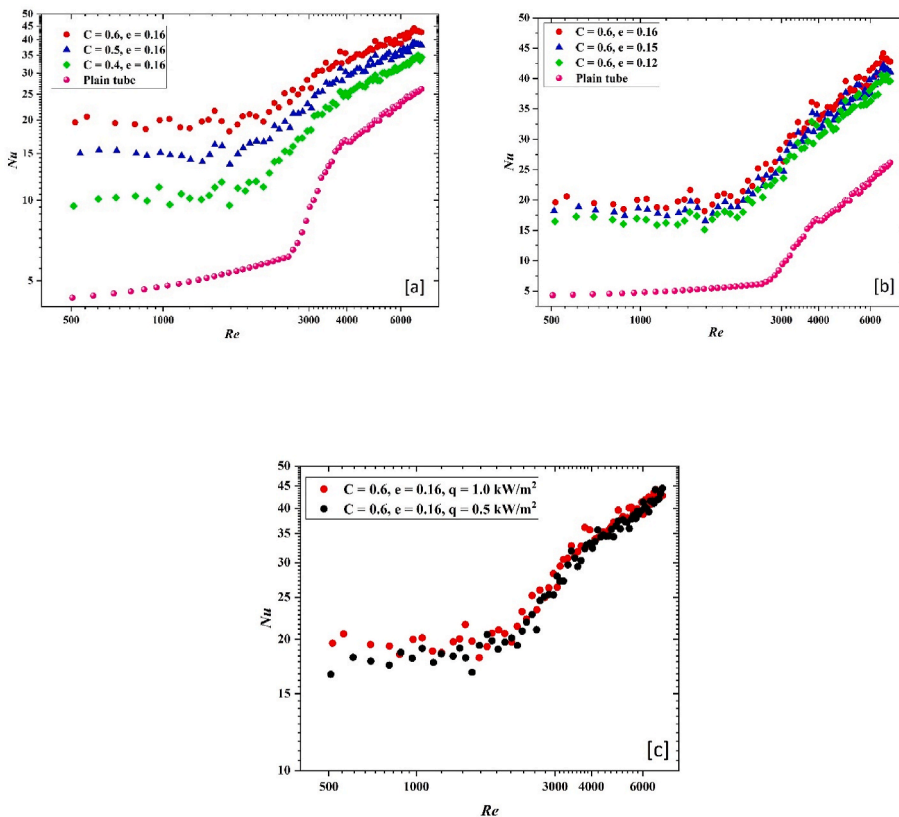 50
45
40
35
30
25
20
15
10
5
Nu
C = 0.6, e = 0.16
C = 0.5, e = 0.16
C = 0.4, e = 0.16
Plain tube
[a]
500
1000
3000
4000
6000
Re
50
45
40
35
30
25
20
15
10
5
Nu
C = 0.6, e = 0.16
C = 0.6, e = 0.15
C = 0.6, e = 0.12
Plain tube
[b]
500
1000
3000
4000
6000
Re
50
45
40
35
30
25
20
15
10
Nu
C = 0.6, e = 0.16, q = 1.0 kW/m²
C = 0.6, e = 0.16, q = 0.5 kW/m²
[c]
500
1000
3000
4000
6000
Re